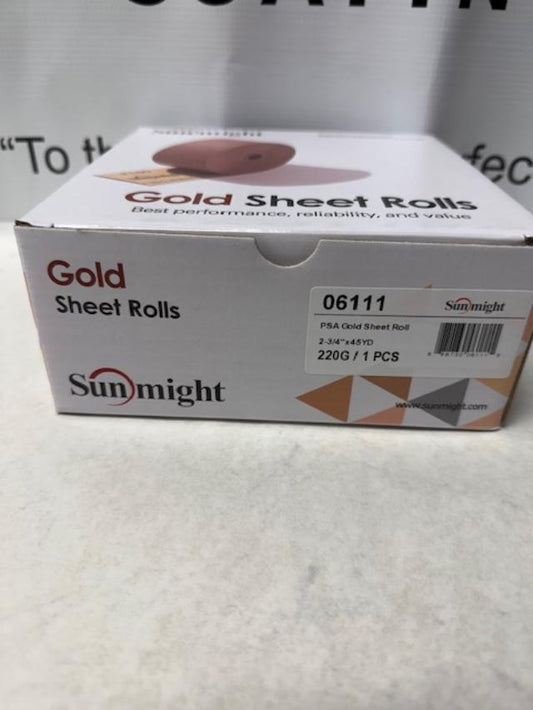 “To th
Sunmight
Gold Sheet Rolls
Best performance, reliability, and value
Gold
Sheet Rolls
Sunmight
06111
Sunmight
PSA Gold Sheet Roll
2-3/4" x45YD
220G / 1 PCS
www.sunmight.com